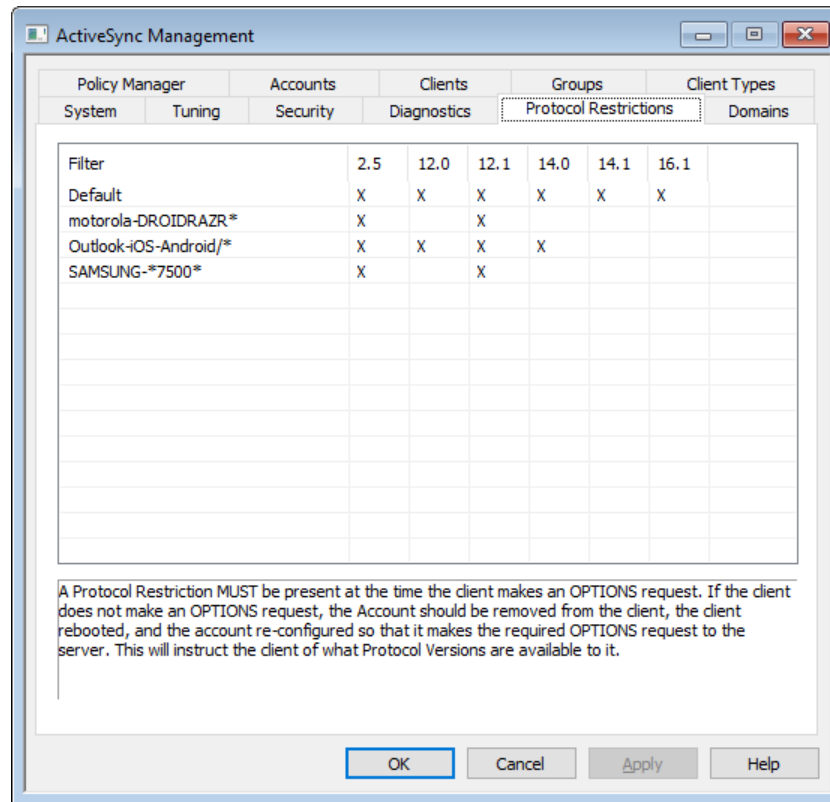 ActiveSync Management
Policy Manager Accounts Clients Groups Client Types
System Tuning Security Diagnostics Protocol Restrictions Domains
Filter 2.5 12.0 12.1 14.0 14.1 16.1
Default X X X X X X
motorola-DROIDRAZR* X X
Outlook-iOS-Android/* X X X X
SAMSUNG-*7500* X X
A Protocol Restriction MUST be present at the time the client makes an OPTIONS request. If the client
does not make an OPTIONS request, the Account should be removed from the client, the client
rebooted, and the account re-configured so that it makes the required OPTIONS request to the
server. This will instruct the client of what Protocol Versions are available to it.
OK Cancel Apply Help